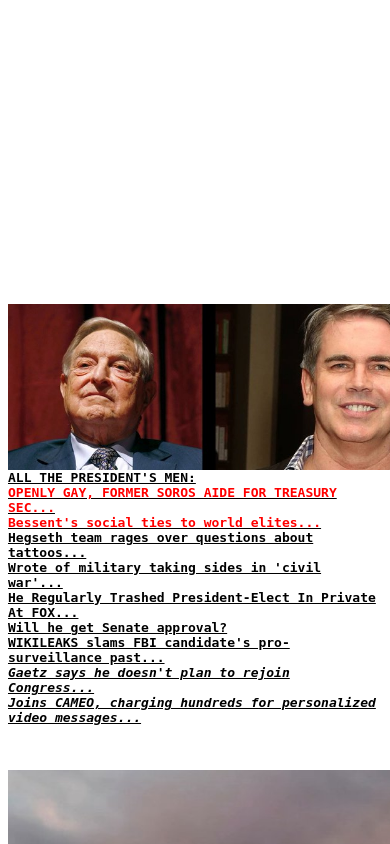 ALL THE PRESIDENT'S MEN:
OPENLY GAY, FORMER SOROS AIDE FOR TREASURY
SEC...
Bessent's social ties to world elites...
Hegseth team rages over questions about
tattoos...
Wrote of military taking sides in 'civil
war'...
He Regularly Trashed President-Elect In Private
At FOX...
Will he get Senate approval?
WIKILEAKS slams FBI candidate's pro-
surveillance past...
Gaetz says he doesn't plan to rejoin
Congress...
Joins CAMEO, charging hundreds for personalized
video messages...